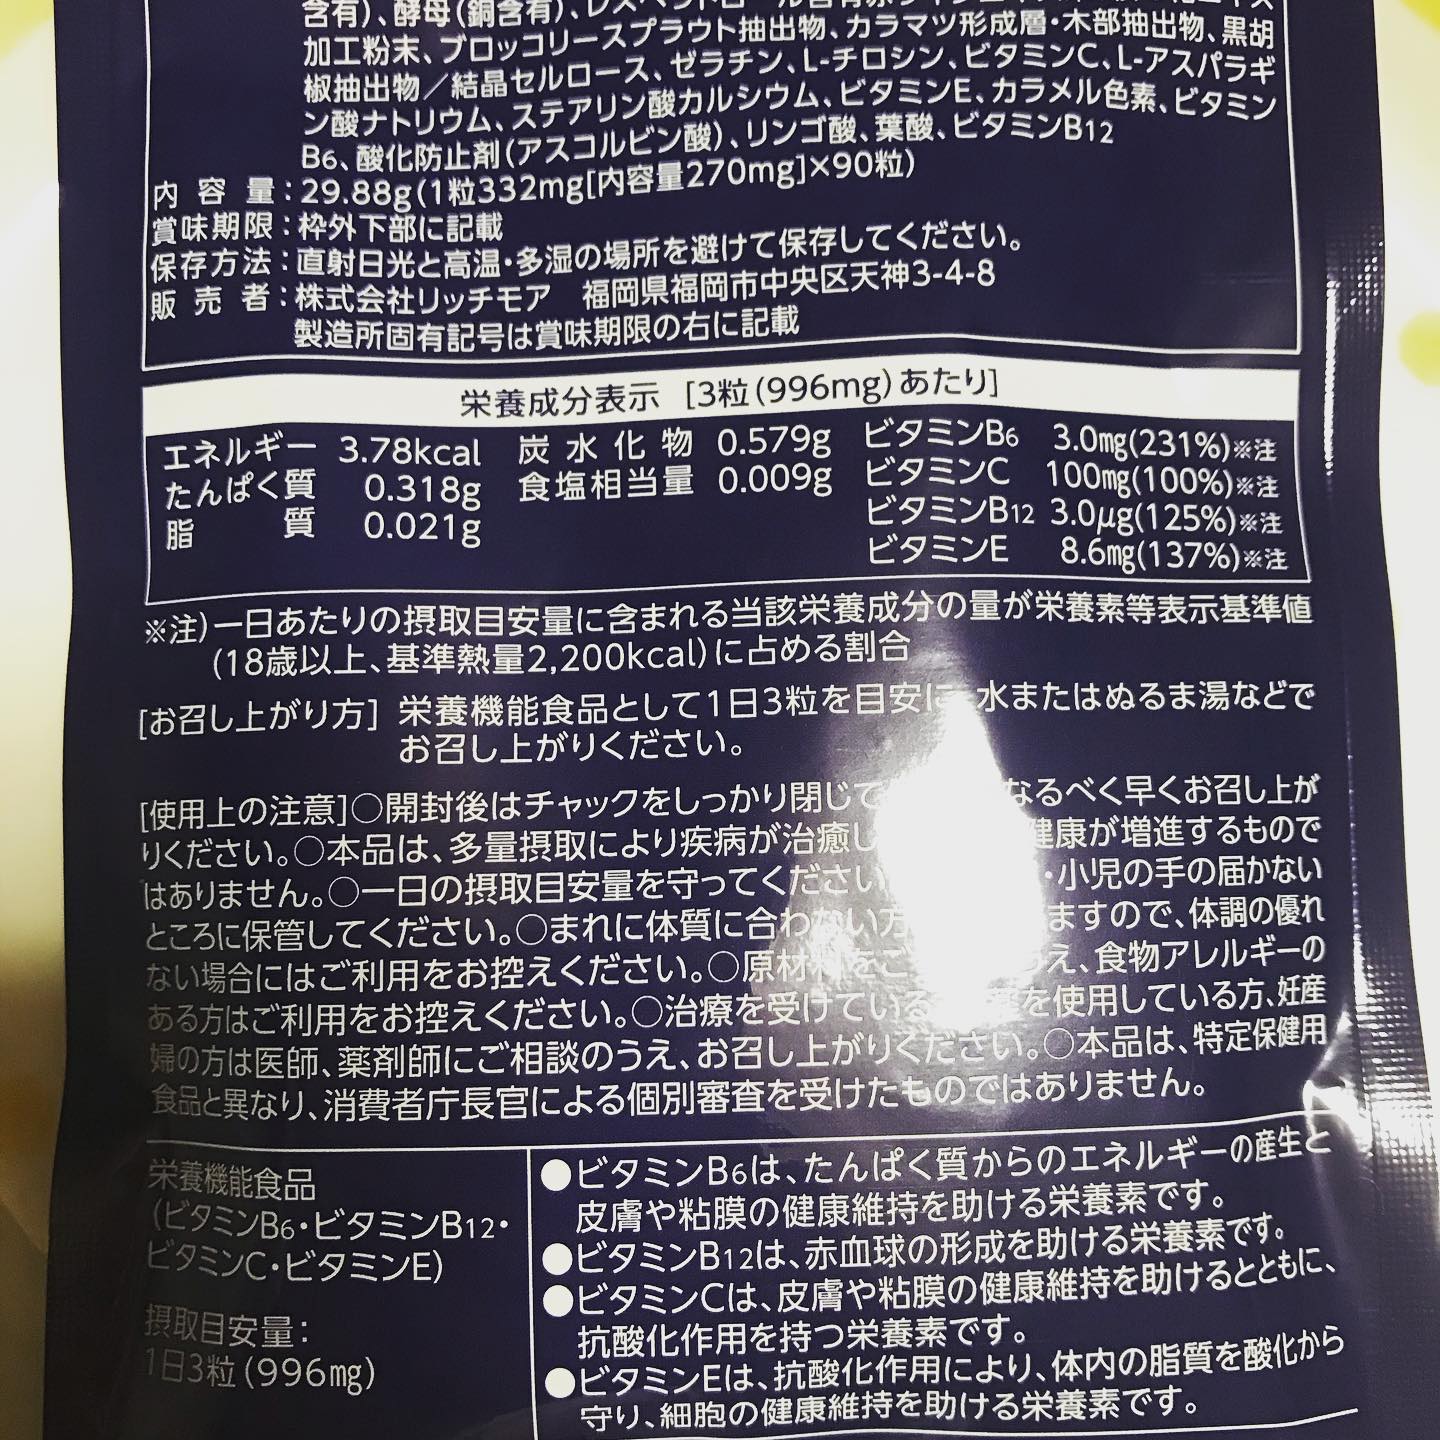 含有)、酵母(銅含有)、
加工粉末、ブロッコリースプラウト抽出物、カラマツ形成層・木部抽出物、黒胡
椒抽出物/結晶セルロース、ゼラチン、L-チロシン、ビタミンC、L-アスパラギ
ン酸ナトリウム、ステアリン酸カルシウム、ビタミンE、カラメル色素、ビタミン
B6、酸化防止剤(アスコルビン酸)、リンゴ酸、葉酸、ビタミンB12
内容量:29.88g(1粒332mg[内容量270mg]×90粒)
賞味期限:枠外下部に記載
保存方法:直射日光と高温・多湿の場所を避けて保存してください。
販売者:株式会社リッチモア 福岡県福岡市中央区天神3-4-8
製造所固有記号は賞味期限の右に記載
栄養成分表示 [3粒(996mg)あたり]
エネルギー 3.78kcal 炭水化物 0.579g ビタミンB6 3.0mg(231%)※注
たんぱく質 0.318g 食塩相当量 0.009g ビタミンC 100mg(100%)※注
脂質 0.021g ビタミンB12 3.0μg(125%)※注
ビタミンE 8.6mg(137%)※注
※注)一日あたりの摂取目安量に含まれる当該栄養成分の量が栄養素等表示基準値
(18歳以上、基準熱量2,200kcal)に占める割合
[お召し上がり方] 栄養機能食品として1日3粒を目安に 水またはぬるま湯などで
お召し上がりください。
[使用上の注意]○開封後はチャックをしっかり閉じて なるべく早くお召し上が
りください。○本品は、多量摂取により疾病が治癒し 健康が増進するもので
はありません。○一日の摂取目安量を守ってください ・小児の手の届かない
ところに保管してください。○まれに体質に合わない方 ますので、体調の優れ
ない場合にはご利用をお控えください。○原材料をご うえ、食物アレルギーの
ある方はご利用をお控えください。○治療を受けている を使用している方、妊産
婦の方は医師、薬剤師にご相談のうえ、お召し上がりください。○本品は、特定保健用
食品と異なり、消費者庁長官による個別審査を受けたものではありません。
栄養機能食品
(ビタミンB6・ビタミンB12・
ビタミンC・ビタミンE)
摂取目安量:
1日3粒(996mg)
●ビタミンB6は、たんぱく質からのエネルギーの産生と
皮膚や粘膜の健康維持を助ける栄養素です。
●ビタミンB12は、赤血球の形成を助ける栄養素です。
●ビタミンCは、皮膚や粘膜の健康維持を助けるとともに、
抗酸化作用を持つ栄養素です。
●ビタミンEは、抗酸化作用により、体内の脂質を酸化から
守り、細胞の健康維持を助ける栄養素です。